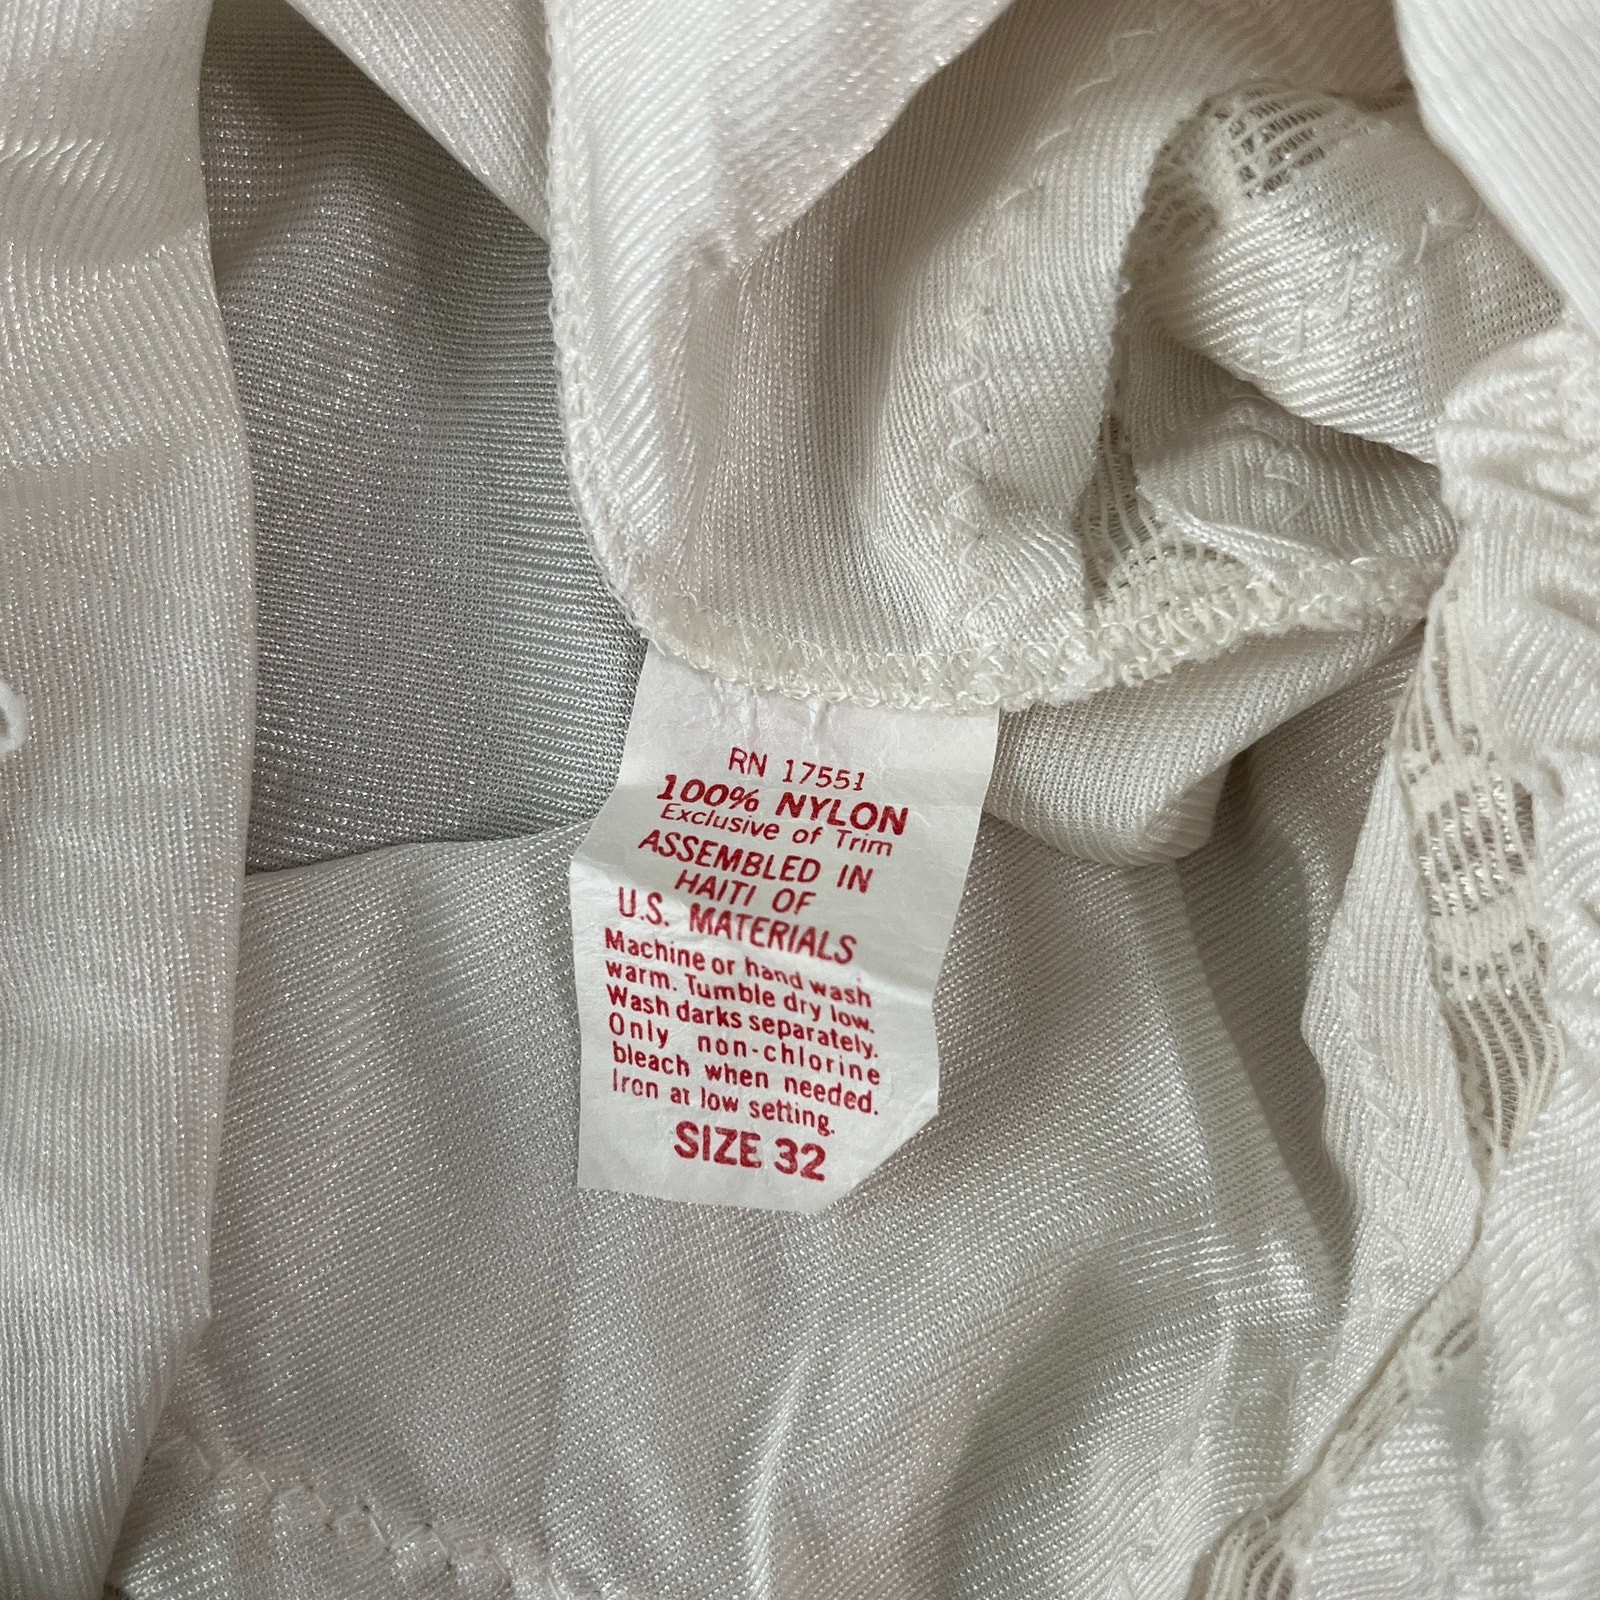 RN 17551
100% NYLON
Exclusive of Trim
ASSEMBLED IN
HAITI OF
U.S. MATERIALS
Machine or hand wash
warm. Tumble dry low.
Wash darks separately.
Only non-chlorine
bleach when needed.
Iron at low setting.
SIZE 32